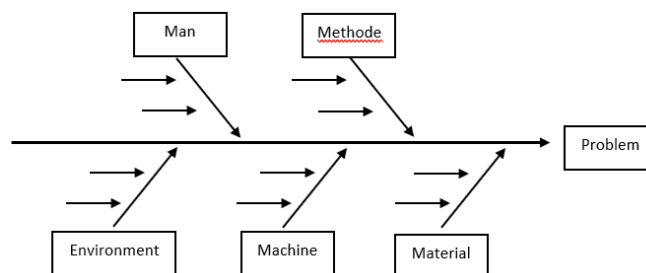 Man
Methode
Problem
Environment
Machine
Material